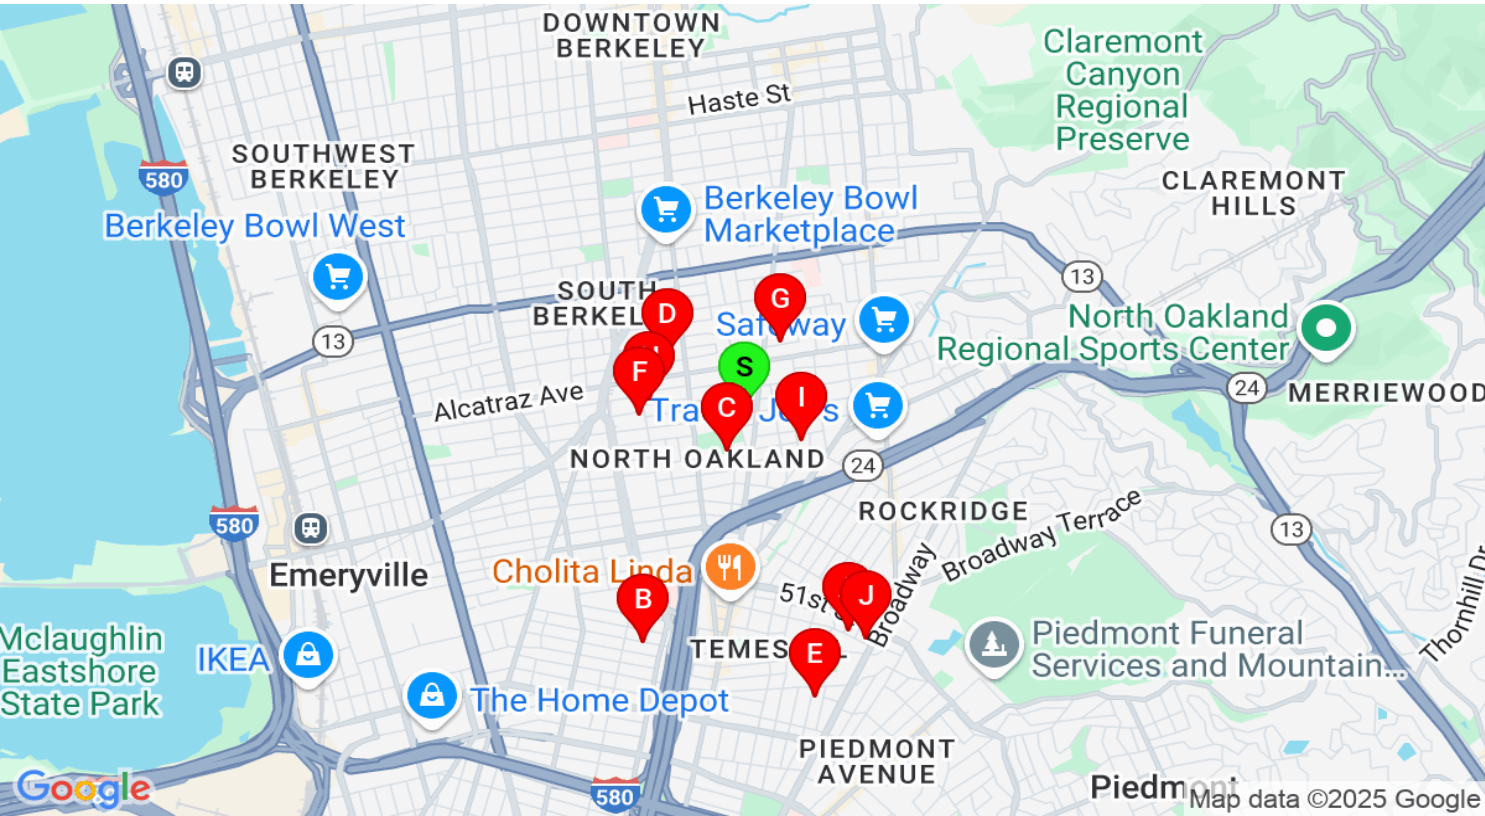 DOWNTOWN
BERKELEY
Claremont
Canyon
Regional
Preserve
Haste St
SOUTHWEST
BERKELEY
580
CLAREMONT
HILLS
Berkeley Bowl
Marketplace
Berkeley Bowl West
13
SOUTH
BERKEL
D
G
Safeway
North Oakland
Regional Sports Center
13
S
F
24
MERRIEWOOD
Alcatraz Ave
C
I
NORTH OAKLAND
24
580
ROCKRIDGE
Broadway Terrace
13
Emeryville
Cholita Linda
B
51st
J
Broadway
Thornhill Dr
Mclaughlin
Eastshore
State Park
IKEA
TEMES
E
Piedmont Funeral
Services and Mountain...
The Home Depot
PIEDMONT
AVENUE
Google
580
Piedmont
Map data ©2025 Google